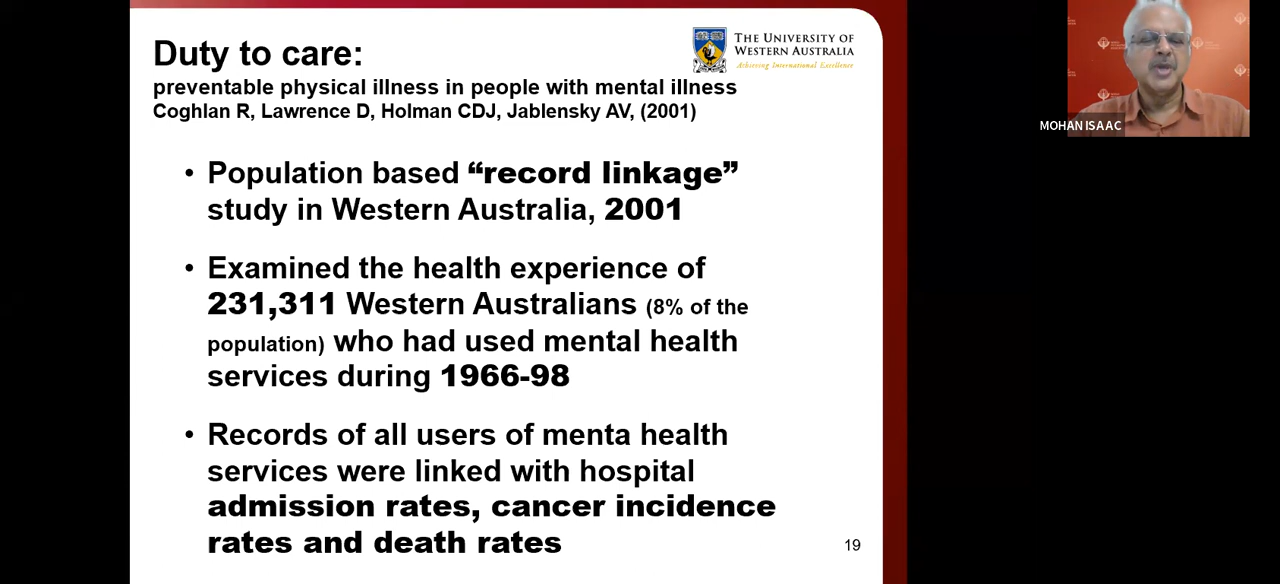 Duty to care:
THE UNIVERSITY OF
WESTERN AUSTRALIA
Achieving International Excellence
preventable physical illness in people with mental illness
Coghlan R, Lawrence D, Holman CDJ, Jablensky AV, (2001)
• Population based “record linkage”
study in Western Australia, 2001
• Examined the health experience of
231,311 Western Australians (8% of the
population) who had used mental health
services during 1966-98
• Records of all users of menta health
services were linked with hospital
admission rates, cancer incidence
rates and death rates
19
MOHAN ISAAC